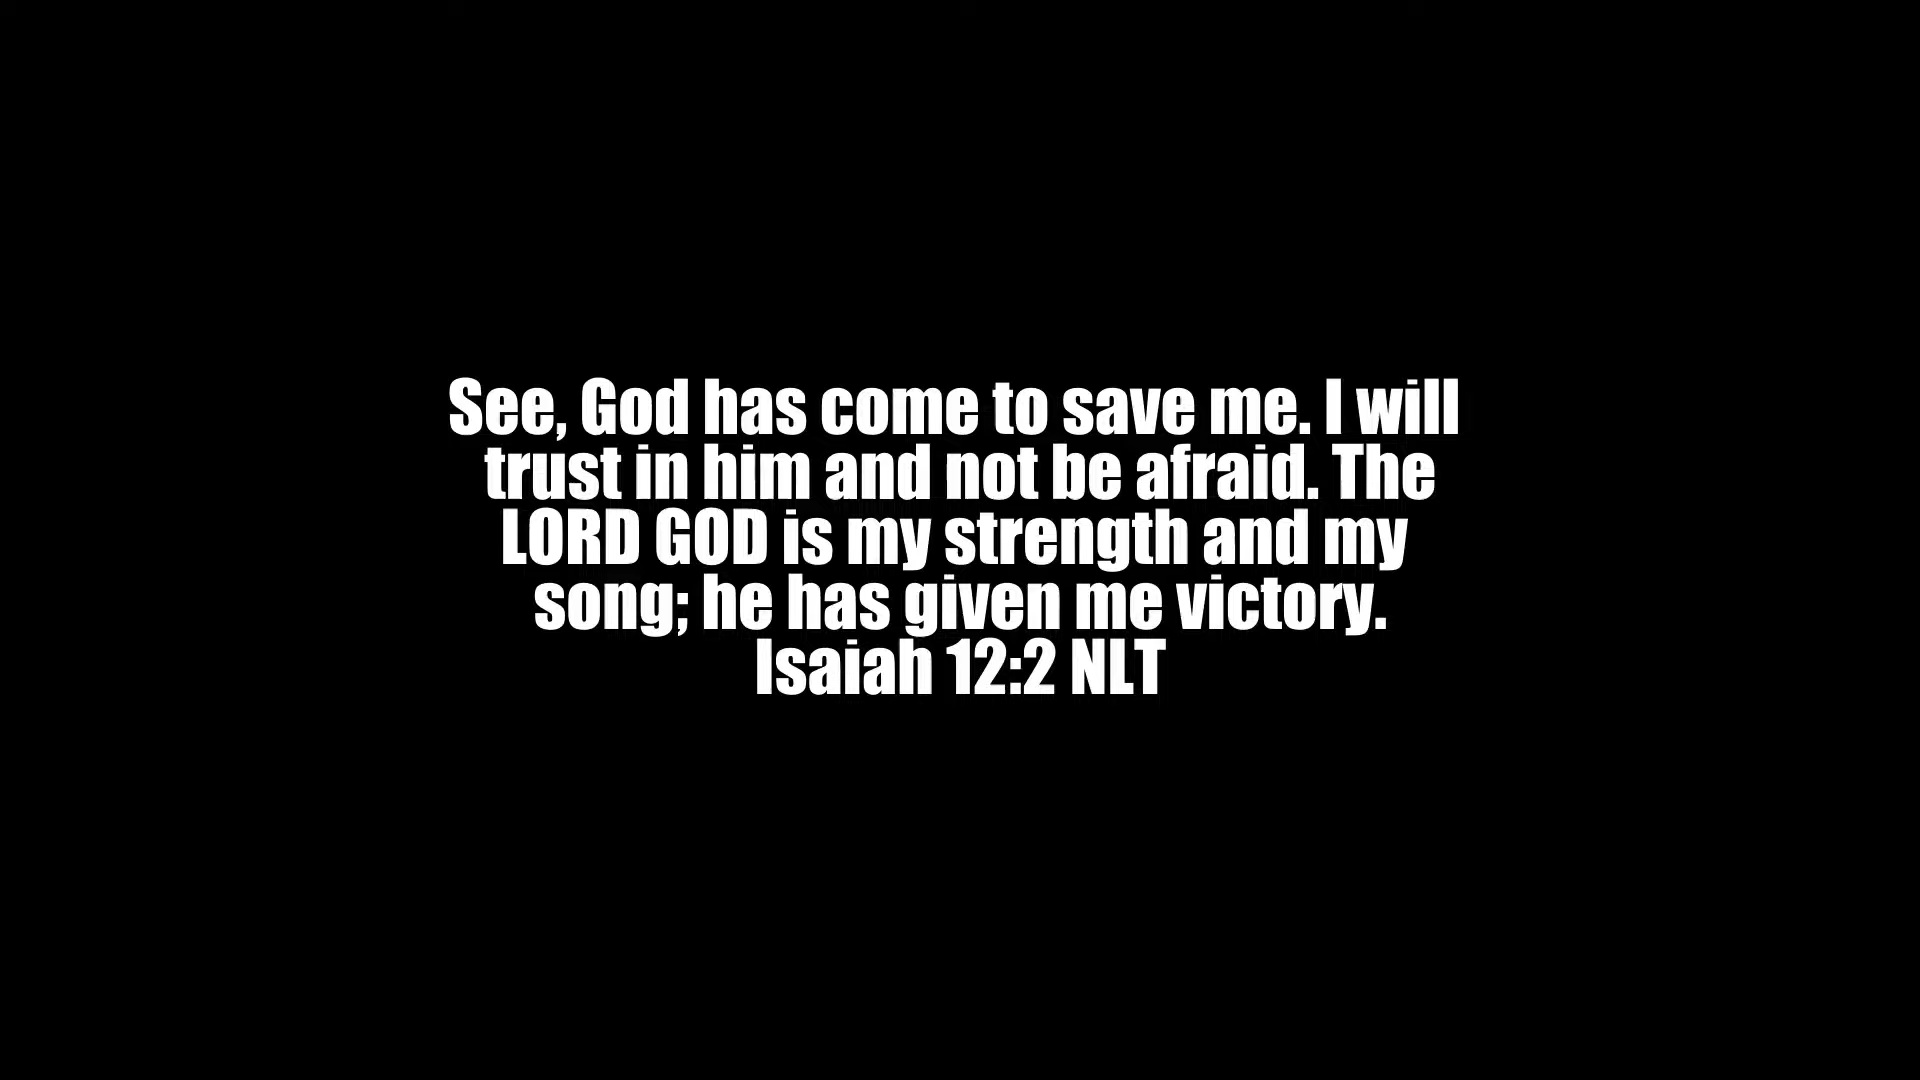 See, God has come to save me. I will
trust in him and not be afraid. The
LORD GOD is my strength and my
song; he has given me victory.
Isaiah 12:2 NLT